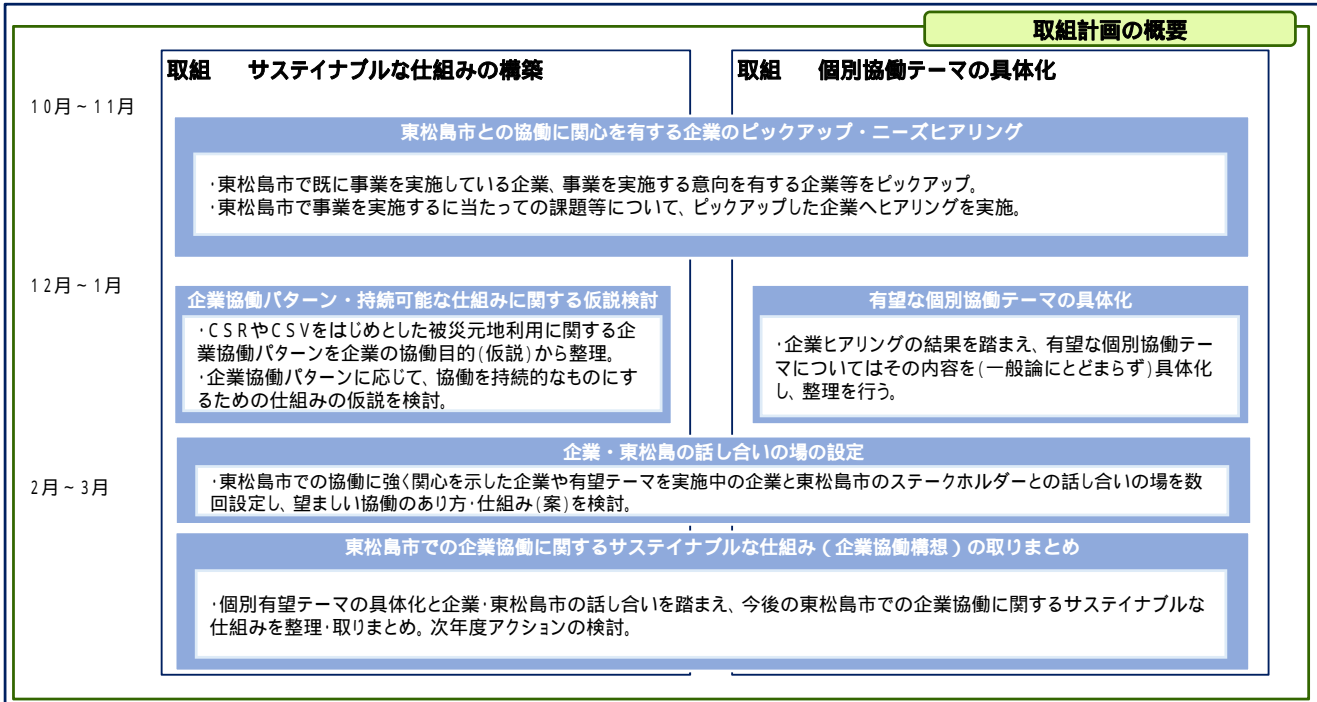 取組計画の概要
取組 サステイナブルな仕組みの構築
取組 個別協働テーマの具体化
10月~11月
東松島市との協働に関心を有する企業のピックアップ・ニーズヒアリング
・東松島市で既に事業を実施している企業、事業を実施する意向を有する企業等をピックアップ。
・東松島市で事業を実施するに当たっての課題等について、ピックアップした企業へヒアリングを実施。
12月~1月
企業協働パターン・持続可能な仕組みに関する仮説検討
・CSRやCSVをはじめとした被災元地利用に関する企
業協働パターンを企業の協働目的(仮説)から整理。
・企業協働パターンに応じて、協働を持続的なものにす
るための仕組みの仮説を検討。
有望な個別協働テーマの具体化
・企業ヒアリングの結果を踏まえ、有望な個別協働テー
マについてはその内容を(一般論にとどまらず)具体化
し、整理を行う。
2月~3月
企業・東松島の話し合いの場の設定
・東松島市での協働に強く関心を示した企業や有望テーマを実施中の企業と東松島市のステークホルダーとの話し合いの場を数
回設定し、望ましい協働のあり方・仕組み(案)を検討。
東松島市での企業協働に関するサステイナブルな仕組み(企業協働構想)の取りまとめ
・個別有望テーマの具体化と企業・東松島市の話し合いを踏まえ、今後の東松島市での企業協働に関するサステイナブルな
仕組みを整理・取りまとめ。次年度アクションの検討。